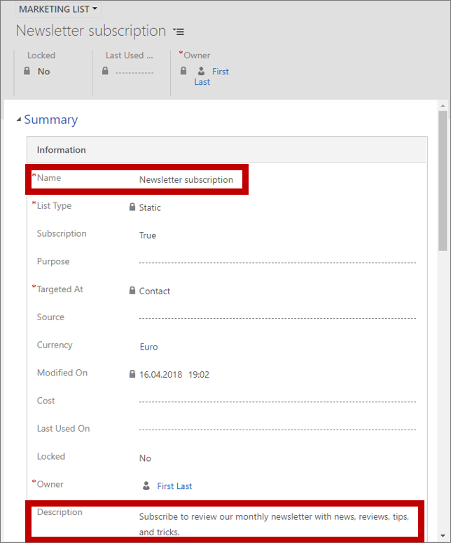 MARKETING LIST
Newsletter subscription
Locked
No
Last Used ...
------------
*Owner
First
Last
Summary
Information
*Name Newsletter subscription
*List Type Static
Subscription True
Purpose
*Targeted At Contact
Source
Currency Euro
Modified On 16.04.2018 19:02
Cost
Last Used On
Locked No
*Owner First Last
Description Subscribe to review our monthly newsletter with news, reviews, tips,
and tricks.